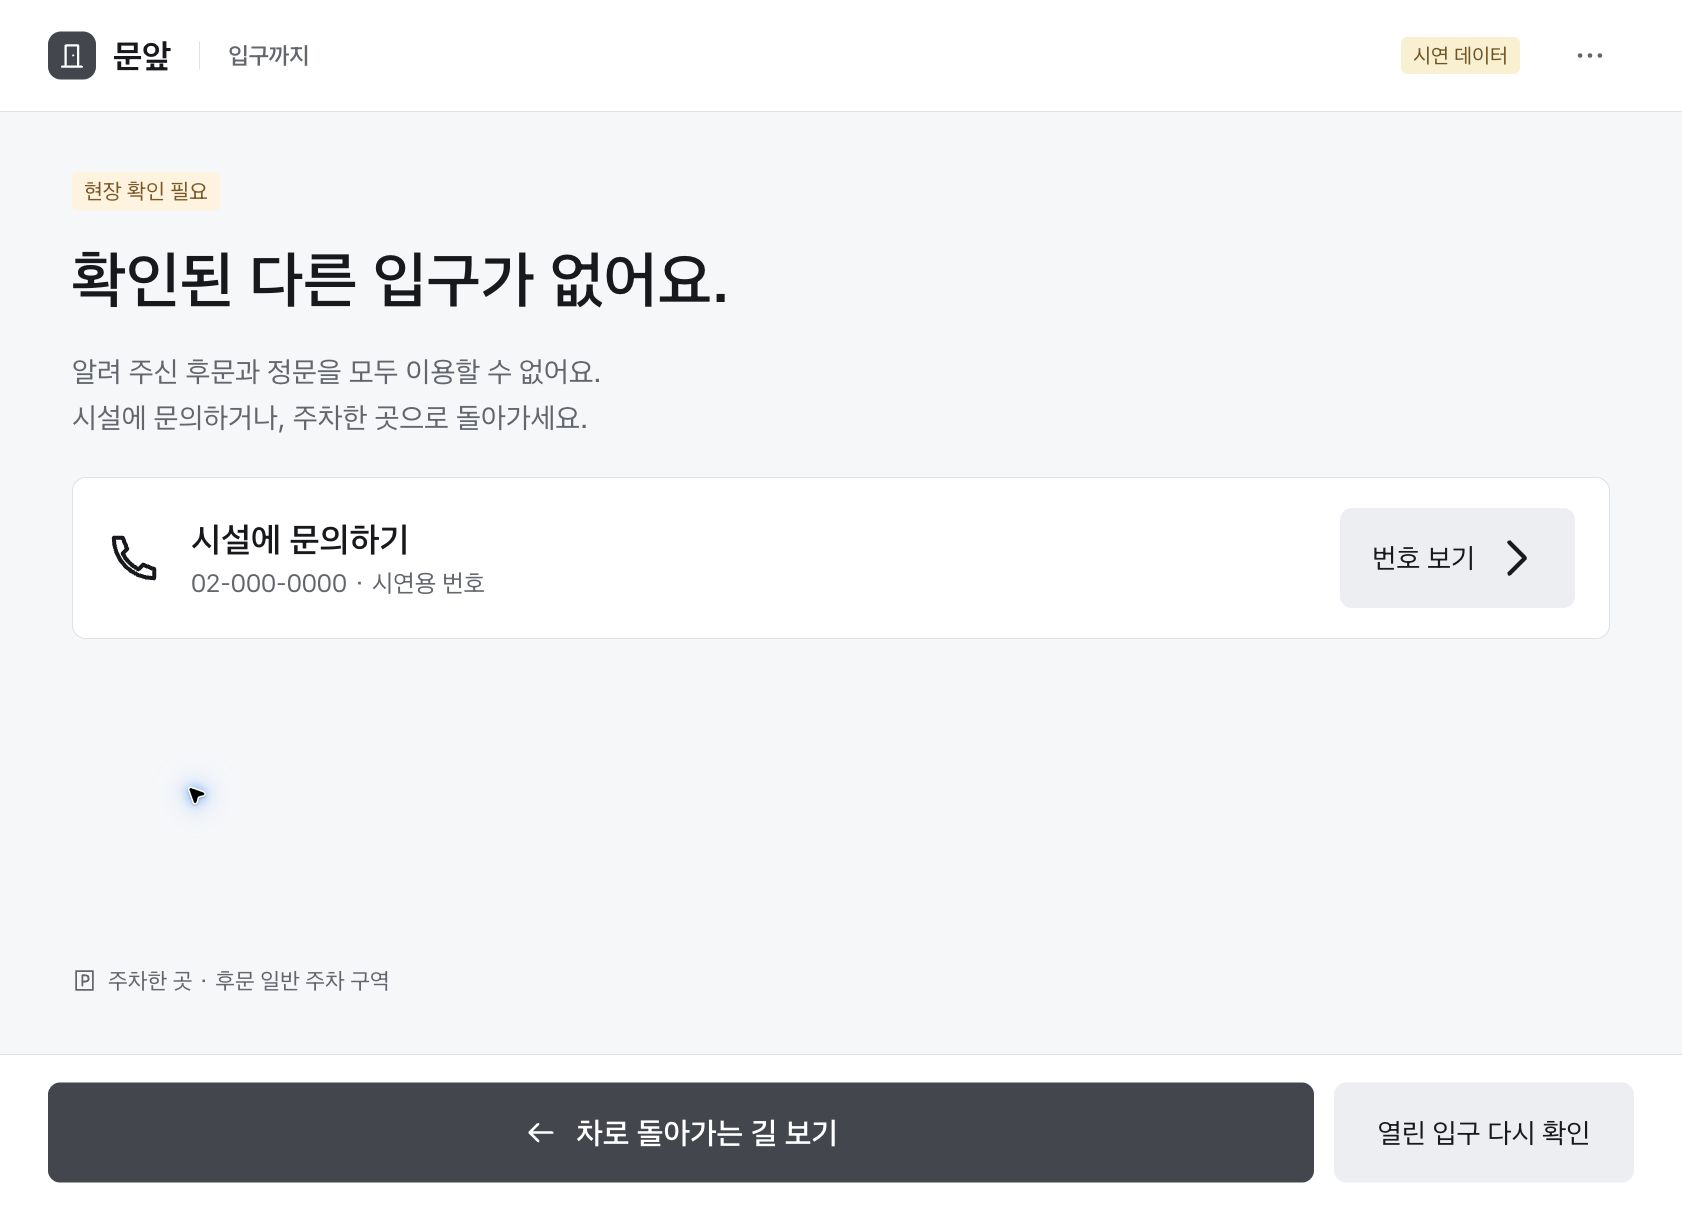 문앞
입구까지
시연 데이터
현장 확인 필요
확인된 다른 입구가 없어요.
알려 주신 후문과 정문을 모두 이용할 수 없어요.
시설에 문의하거나, 주차한 곳으로 돌아가세요.
시설에 문의하기
02-000-0000 · 시연용 번호
번호 보기
P 주차한 곳 · 후문 일반 주차 구역
← 차로 돌아가는 길 보기
열린 입구 다시 확인